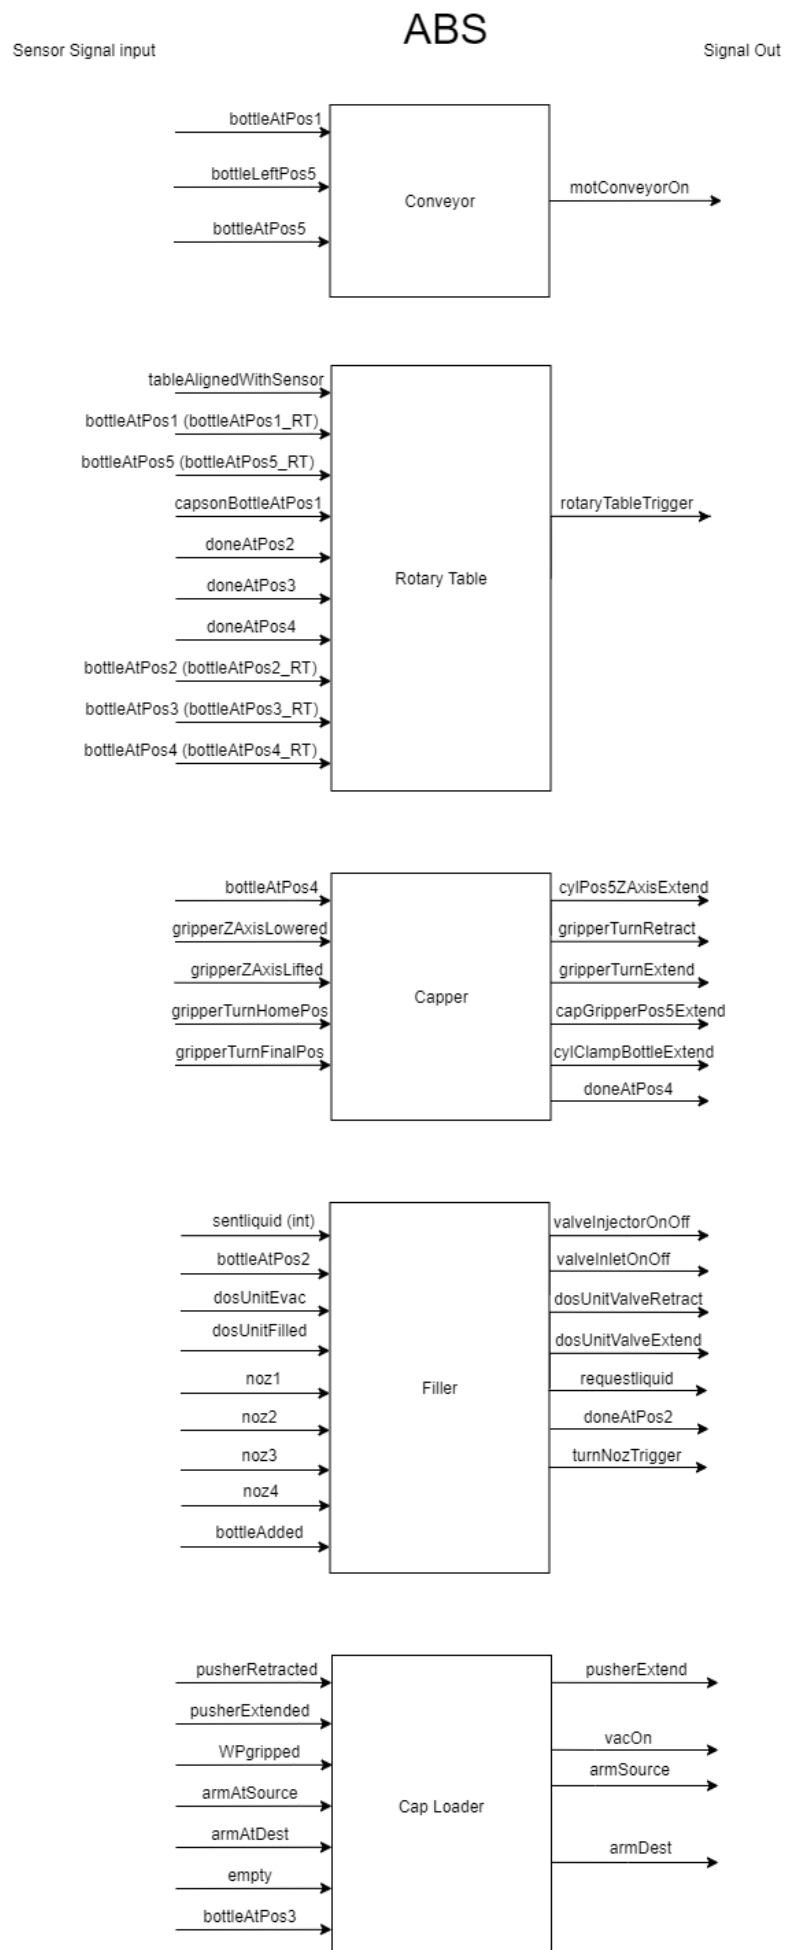 ABS
Sensor Signal input
Signal Out
bottleAtPos1
bottleLeftPos5
bottleAtPos5
Conveyor
motConveyorOn
tableAlignedWithSensor
bottleAtPos1 (bottleAtPos1_RT)
bottleAtPos5 (bottleAtPos5_RT)
capsonBottleAtPos1
doneAtPos2
doneAtPos3
doneAtPos4
bottleAtPos2 (bottleAtPos2_RT)
bottleAtPos3 (bottleAtPos3_RT)
bottleAtPos4 (bottleAtPos4_RT)
Rotary Table
rotaryTableTrigger
bottleAtPos4
gripperZAxisLowered
gripperZAxisLifted
gripperTurnHomePos
gripperTurnFinalPos
Capper
cylPos5ZAxisExtend
gripperTurnRetract
gripperTurnExtend
capGripperPos5Extend
cylClampBottleExtend
doneAtPos4
sentliquid (int)
bottleAtPos2
dosUnitEvac
dosUnitFilled
noz1
noz2
noz3
noz4
bottleAdded
Filler
valveInjectorOnOff
valveInletOnOff
dosUnitValveRetract
dosUnitValveExtend
requestliquid
doneAtPos2
turnNozTrigger
pusherRetracted
pusherExtended
WPgripped
armAtSource
armAtDest
empty
bottleAtPos3
Cap Loader
pusherExtend
vacOn
armSource
armDest